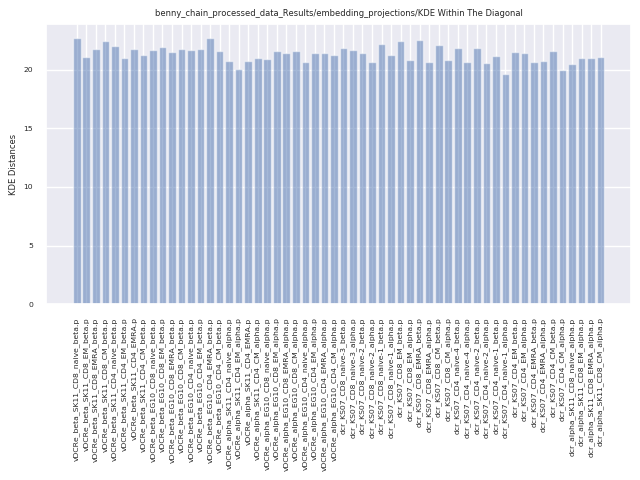 benny_chain_processed_data_Results/embedding_projections/KDE Within The Diagonal
KDE Distances
20
15
10
5
0
vDCRe_beta_SK11_CD8_naive_beta.p
vDCRe_beta_SK11_CD8_EM_beta.p
vDCRe_beta_SK11_CD8_EMRA_beta.p
vDCRe_beta_SK11_CD8_CM_beta.p
vDCRe_beta_SK11_CD4_naive_beta.p
vDCRe_beta_SK11_CD4_EM_beta.p
vDCRe_beta_SK11_CD4_EMRA.p
vDCRe_beta_SK11_CD4_CM_beta.p
vDCRe_beta_EG10_CD8_naive_beta.p
vDCRe_beta_EG10_CD8_EM_beta.p
vDCRe_beta_EG10_CD8_EMRA_beta.p
vDCRe_beta_EG10_CD8_CM_beta.p
vDCRe_beta_EG10_CD4_naive_beta.p
vDCRe_beta_EG10_CD4_EM_beta.p
vDCRe_beta_EG10_CD4_EMRA_beta.p
vDCRe_beta_EG10_CD4_CM_beta.p
vDCRe_alpha_SK11_CD4_naive_alpha.p
vDCRe_alpha_SK11_CD4_EM_alpha.p
vDCRe_alpha_SK11_CD4_EMRA.p
vDCRe_alpha_SK11_CD4_CM_alpha.p
vDCRe_alpha_EG10_CD8_naive_alpha.p
vDCRe_alpha_EG10_CD8_EM_alpha.p
vDCRe_alpha_EG10_CD8_EMRA_alpha.p
vDCRe_alpha_EG10_CD8_CM_alpha.p
vDCRe_alpha_EG10_CD4_naive_alpha.p
vDCRe_alpha_EG10_CD4_EM_alpha.p
vDCRe_alpha_EG10_CD4_EMRA_alpha.p
vDCRe_alpha_EG10_CD4_CM_alpha.p
dcr_KS07_CD8_naive-3_beta.p
dcr_KS07_CD8_naive-3_alpha.p
dcr_KS07_CD8_naive-2_beta.p
dcr_KS07_CD8_naive-2_alpha.p
dcr_KS07_CD8_naive-1_beta.p
dcr_KS07_CD8_naive-1_alpha.p
dcr_KS07_CD8_EM_beta.p
dcr_KS07_CD8_EM_alpha.p
dcr_KS07_CD8_EMRA_beta.p
dcr_KS07_CD8_EMRA_alpha.p
dcr_KS07_CD8_CM_beta.p
dcr_KS07_CD8_CM_alpha.p
dcr_KS07_CD4_naive-4_beta.p
dcr_KS07_CD4_naive-4_alpha.p
dcr_KS07_CD4_naive-2_beta.p
dcr_KS07_CD4_naive-2_alpha.p
dcr_KS07_CD4_naive-1_beta.p
dcr_KS07_CD4_naive-1_alpha.p
dcr_KS07_CD4_EM_beta.p
dcr_KS07_CD4_EM_alpha.p
dcr_KS07_CD4_EMRA_beta.p
dcr_KS07_CD4_EMRA_alpha.p
dcr_KS07_CD4_CM_beta.p
dcr_KS07_CD4_CM_alpha.p
dcr_alpha_SK11_CD8_naive_alpha.p
dcr_alpha_SK11_CD8_EM_alpha.p
dcr_alpha_SK11_CD8_EMRA_alpha.p
dcr_alpha_SK11_CD8_CM_alpha.p